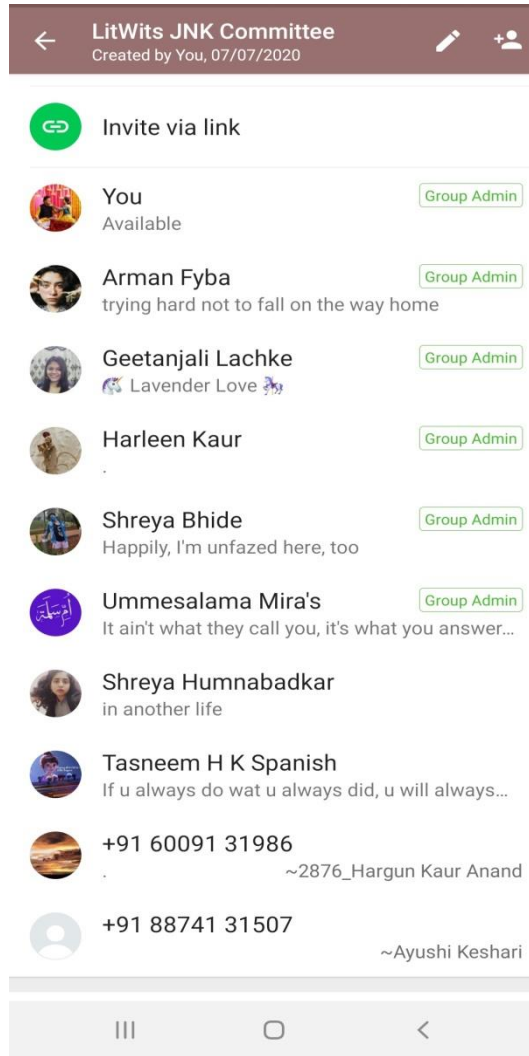 LitWits JNK Committee
Created by You, 07/07/2020
Invite via link
You
Group Admin
Available
Arman Fyba
Group Admin
trying hard not to fall on the way home
Geetanjali Lachke
Group Admin
🦄 Lavender Love 🎠
Harleen Kaur
Group Admin
.
Shreya Bhide
Group Admin
Happily, I'm unfazed here, too
أم سلمة
Ummesalama Mira's
Group Admin
It ain't what they call you, it's what you answer...
Shreya Humnabadkar
in another life
Tasneem H K Spanish
If u always do wat u always did, u will always...
+91 60091 31986
. ~2876_Hargun Kaur Anand
+91 88741 31507
~Ayushi Keshari